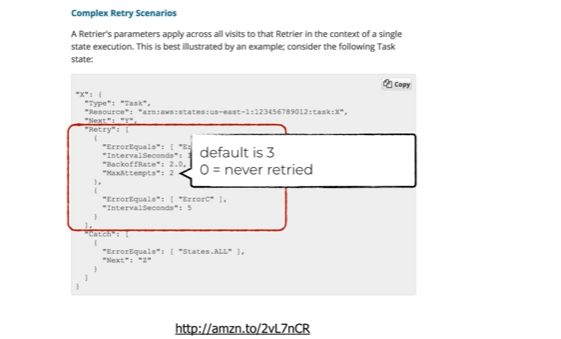 Complex Retry Scenarios
A Retrier's parameters apply across all visits to that Retrier in the context of a single
state execution. This is best illustrated by an example; consider the following Task
state:
Copy
"X": {
"Type": "Task",
"Resource": "arn:aws:states:us-east-1:123456789012:task:X",
"Next": "Y",
"Retry": [
{
"ErrorEquals": [
"IntervalSeconds":
"BackoffRate": 2.0,
"MaxAttempts": 2
default is 3
0 = never retried
},
{
"ErrorEquals": [ "ErrorC" ],
"IntervalSeconds": 5
}
],
"Catch": [
{
"ErrorEquals": [ "States.ALL" ],
"Next": "Z"
}
]
}
http://amzn.to/2vL7nCR